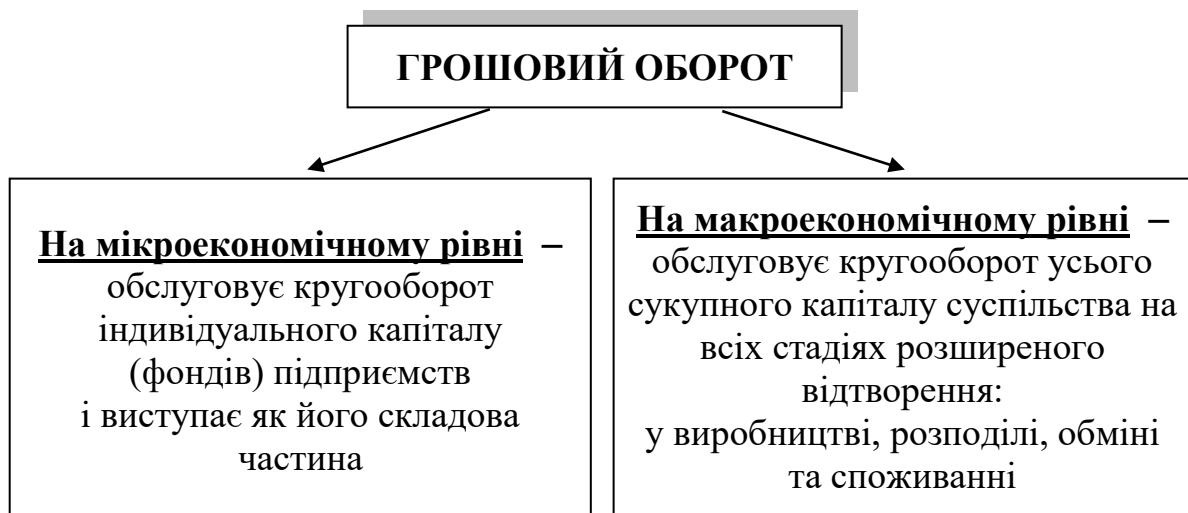 ГРОШОВИЙ ОБОРОТ
На мікроекономічному рівні –
обслуговує кругооборот
індивідуального капіталу
(фондів) підприємств
і виступає як його складова
частина
На макроекономічному рівні –
обслуговує кругооборот усього
сукупного капіталу суспільства на
всіх стадіях розширеного
відтворення:
у виробництві, розподілі, обміні
та споживанні